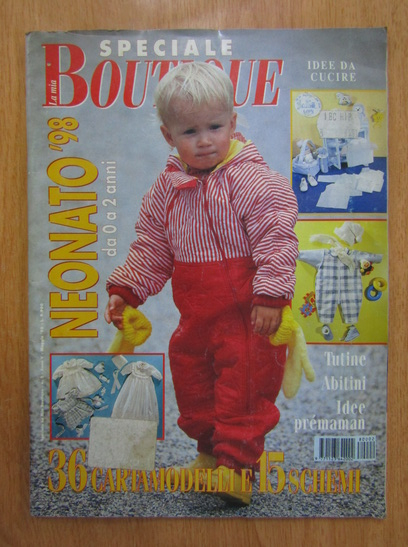 SPECIALE
La mia BOUTIQUE
IDEE DA
CUCIRE
NEONATO '98
da 0 a 2 anni
Tutine
Abitini
Idee
prémaman
36 CARTAMODELLI E 15 SCHEMI